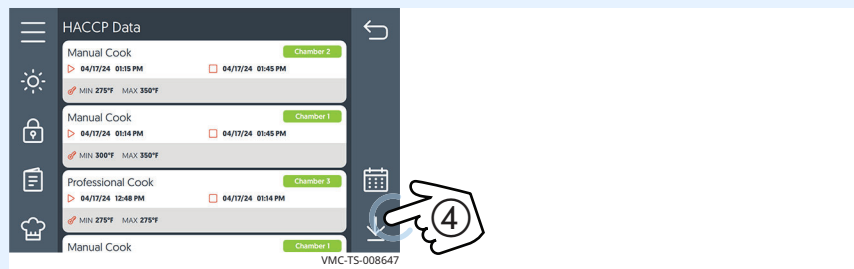 HACCP Data
Manual Cook Chamber 2
04/17/24 01:15 PM 04/17/24 01:45 PM
MIN 275°F MAX 350°F
Manual Cook Chamber 1
04/17/24 01:14 PM 04/17/24 01:45 PM
MIN 300°F MAX 350°F
Professional Cook Chamber 3
04/17/24 12:48 PM 04/17/24 01:14 PM
MIN 275°F MAX 275°F
Manual Cook Chamber 1
4
VMC-TS-008647